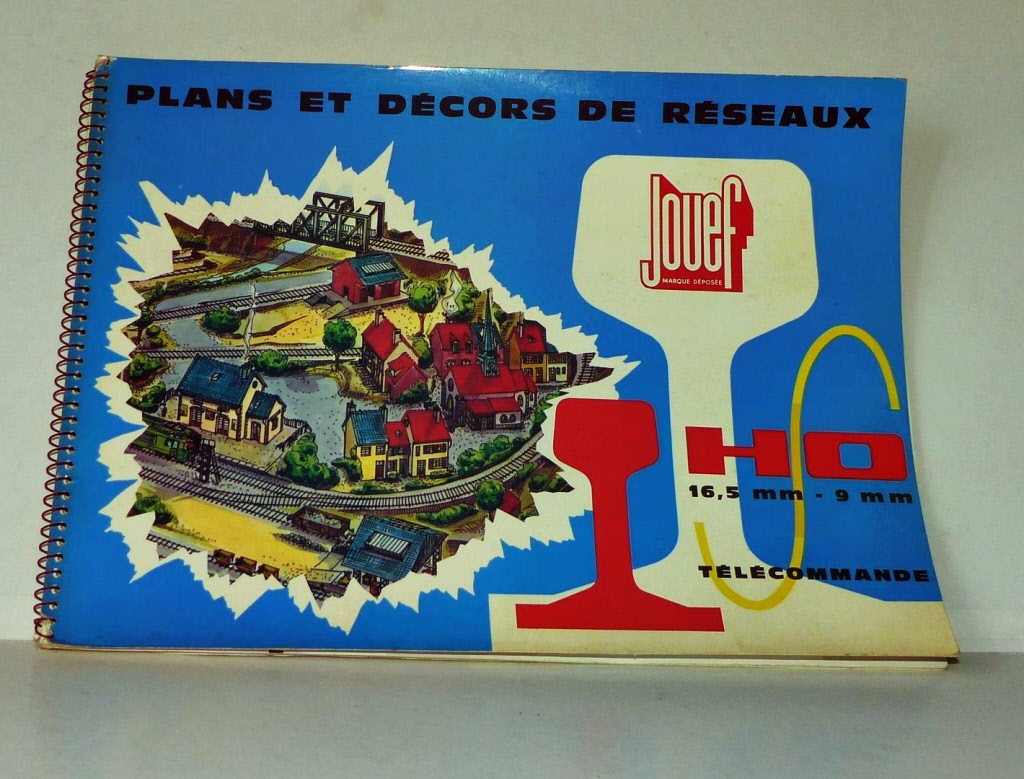 PLANS ET DÉCORS DE RÉSEAUX
Jouef
MARQUE DÉPOSÉE
HO
16,5 mm - 9 mm
TÉLÉCOMMANDE